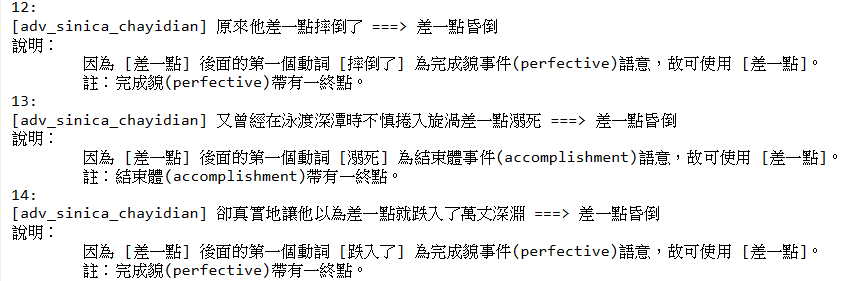 12:
[adv_sinica_chayidian] 原來他差一點摔倒了 ===> 差一點昏倒
說明：
因為 [差一點] 後面的第一個動詞 [摔倒了] 為完成貌事件(perfective)語意，故可使用 [差一點]。
註：完成貌(perfective)帶有一終點。
13:
[adv_sinica_chayidian] 又曾經在泳渡深潭時不慎捲入旋渦差一點溺死 ===> 差一點昏倒
說明：
因為 [差一點] 後面的第一個動詞 [溺死] 為結束體事件(accomplishment)語意，故可使用 [差一點]。
註：結束體(accomplishment)帶有一終點。
14:
[adv_sinica_chayidian] 卻真實地讓他以為差一點就跌入了萬丈深淵 ===> 差一點昏倒
說明：
因為 [差一點] 後面的第一個動詞 [跌入了] 為完成貌事件(perfective)語意，故可使用 [差一點]。
註：完成貌(perfective)帶有一終點。